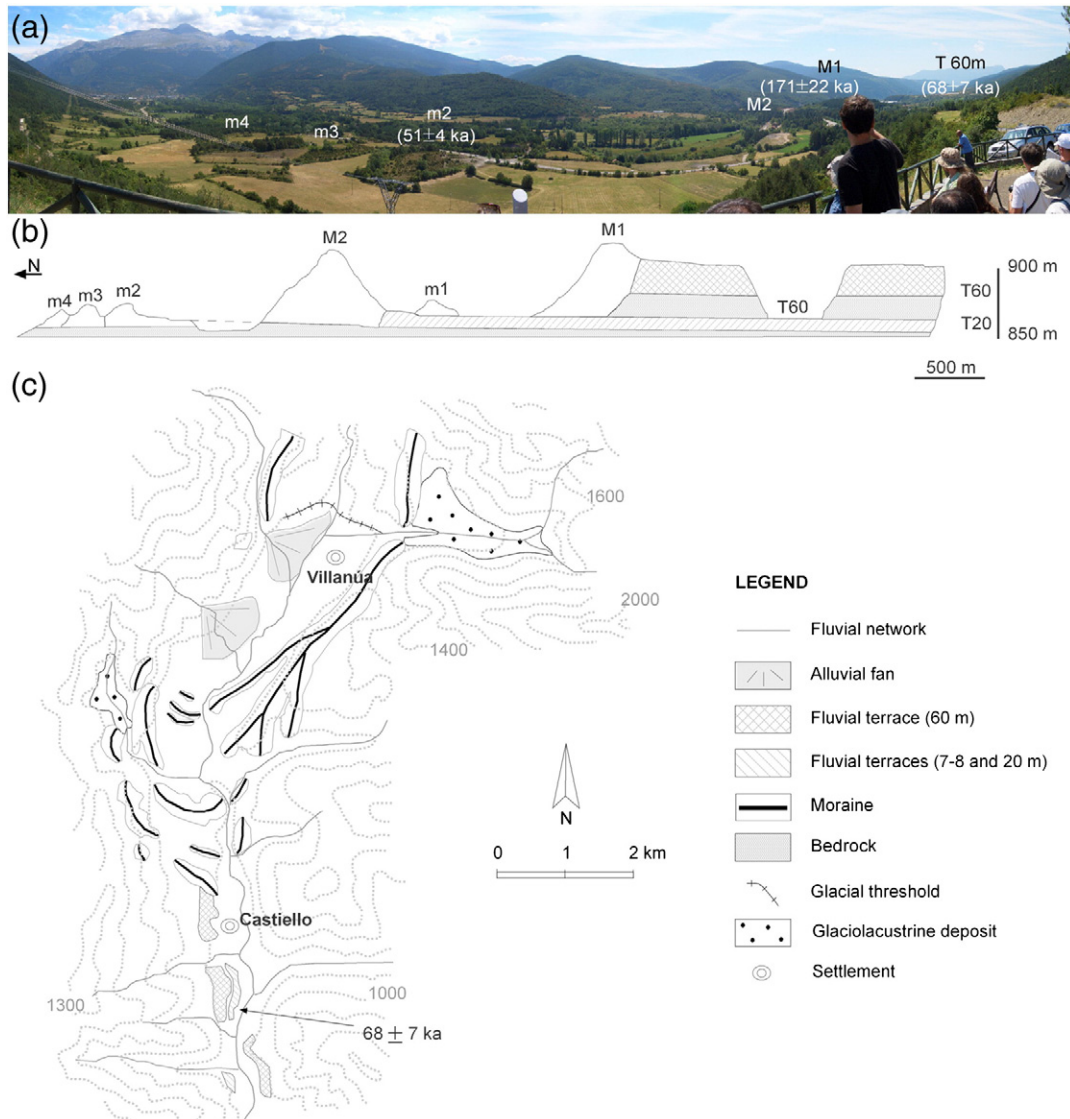 (a)
M1
T 60m
(171±22 ka)
(68±7 ka)
M2
m2
m4
m3
(51±4 ka)
(b)
M2
M1
N
900 m
m4
m3
m2
m1
T60
T60
T20
850 m
500 m
(c)
1600
Villanúa
2000
1400
LEGEND
Fluvial network
Alluvial fan
Fluvial terrace (60 m)
Fluvial terraces (7-8 and 20 m)
Moraine
Bedrock
Glacial threshold
Glaciolacustrine deposit
Settlement
N
0 1 2 km
Castiello
1300
1000
68 ± 7 ka